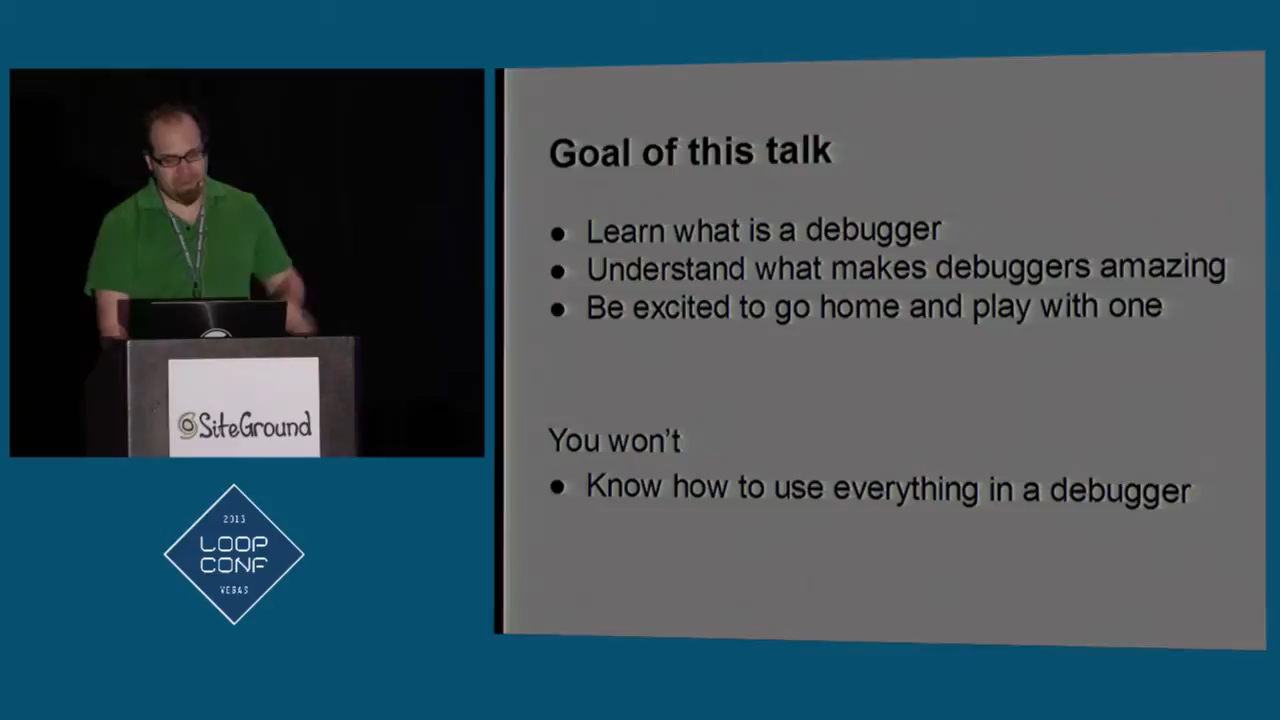 Goal of this talk
● Learn what is a debugger
● Understand what makes debuggers amazing
● Be excited to go home and play with one
You won't
● Know how to use everything in a debugger
SiteGround
LOOP
CONF
VEGAS